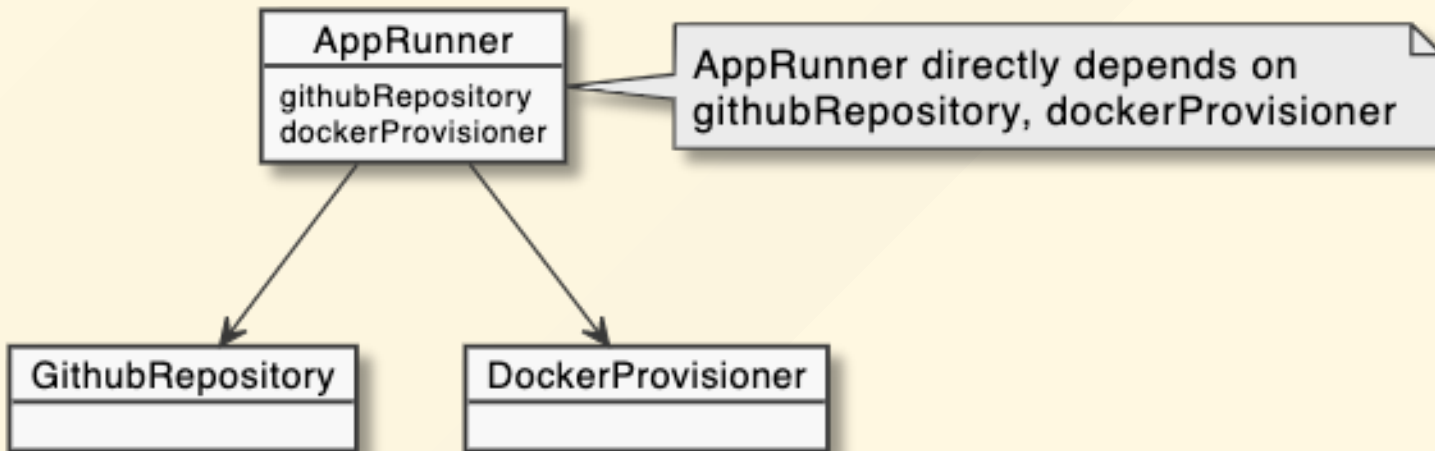 AppRunner
githubRepository
dockerProvisioner
AppRunner directly depends on
githubRepository, dockerProvisioner
GithubRepository
DockerProvisioner